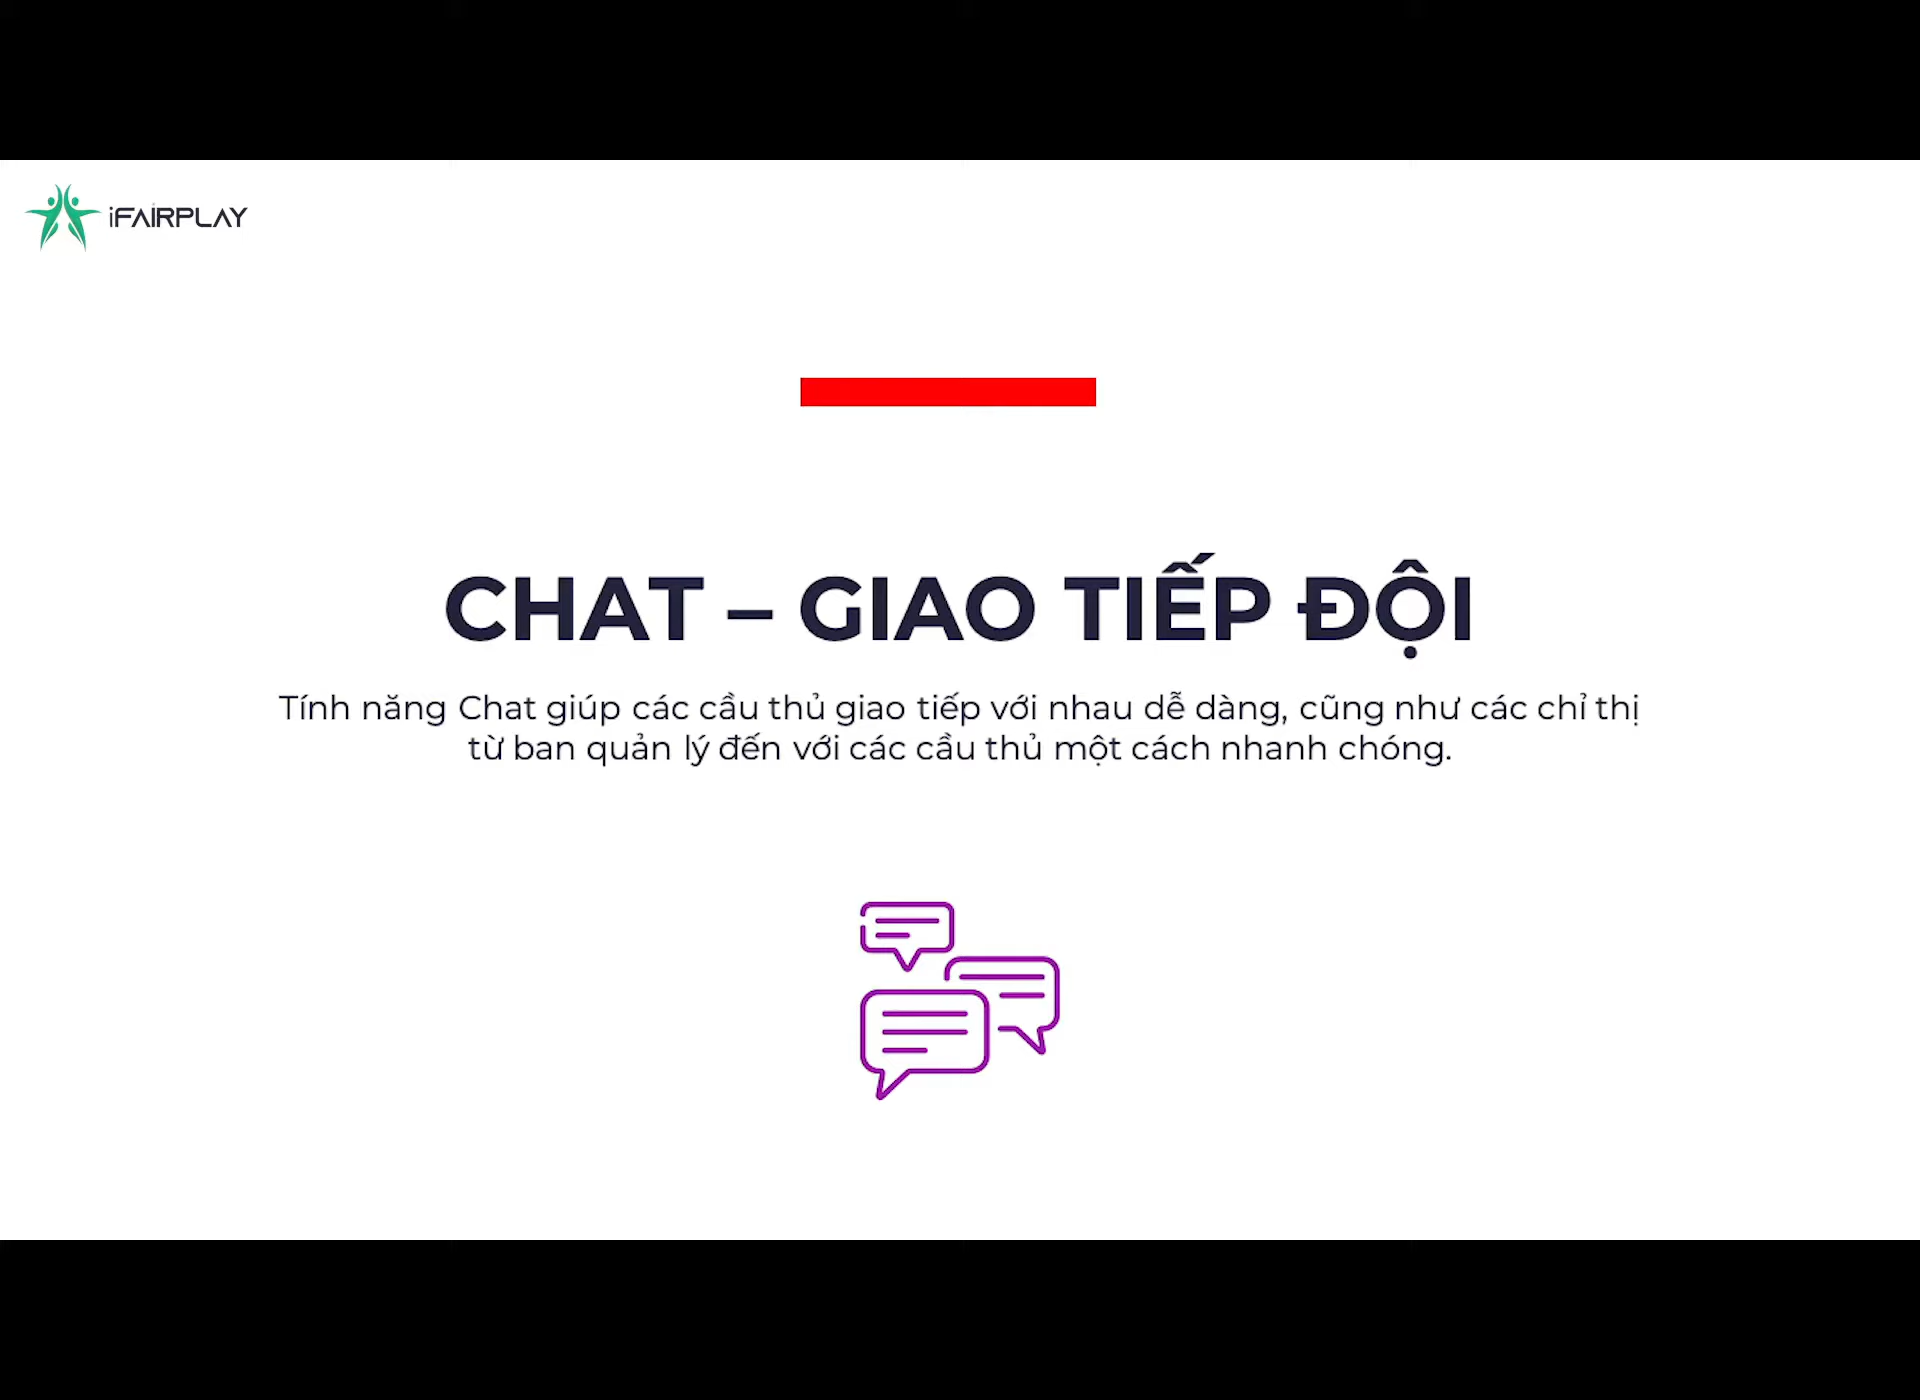 iFAIRPLAY
CHAT – GIAO TIẾP ĐỘI
Tính năng Chat giúp các cầu thủ giao tiếp với nhau dễ dàng, cũng như các chỉ thị
từ ban quản lý đến với các cầu thủ một cách nhanh chóng.